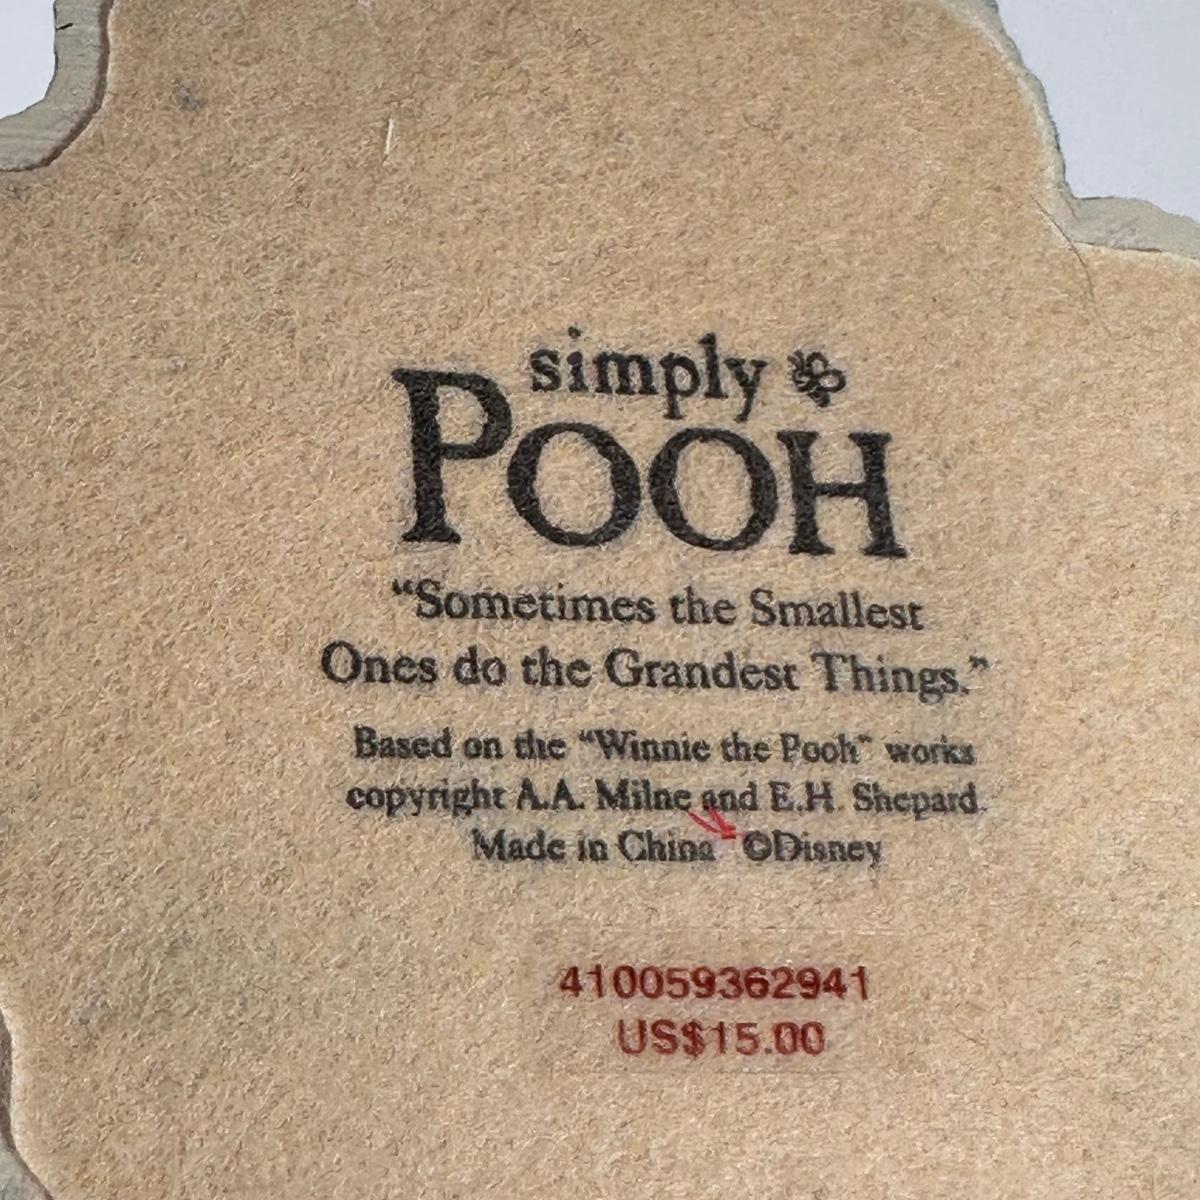 simply
POOH
“Sometimes the Smallest
Ones do the Grandest Things.”
Based on the “Winnie the Pooh” works
copyright A.A. Milne and E.H. Shepard.
Made in China ©Disney
410059362941
US$15.00